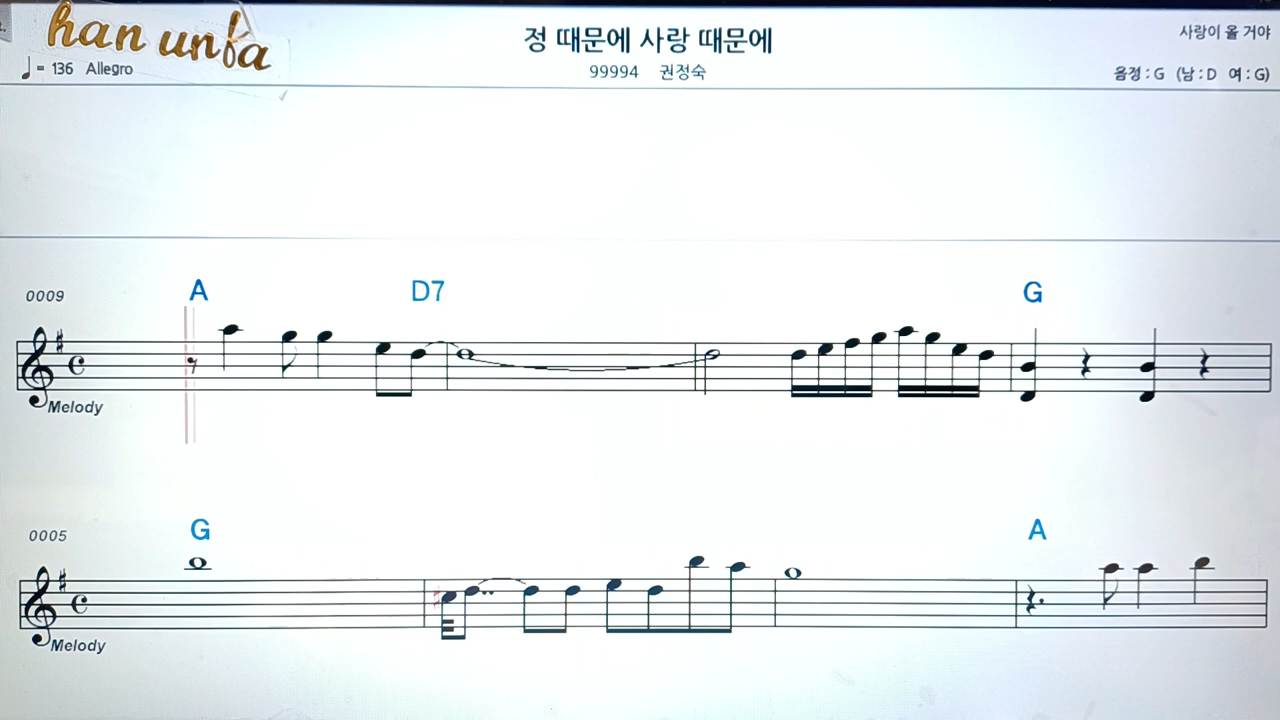 han unfa
정 때문에 사랑 때문에
사랑이 올 거야
♩= 136 Allegro
99994 권정숙
음정 : G (남 : D 여 : G)
0009
A D7 G
Melody
0005
G A
Melody